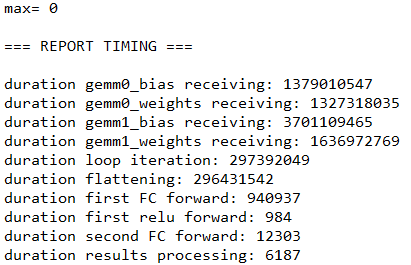 max= 0
=== REPORT TIMING ===
duration gemm0_bias receiving: 1379010547
duration gemm0_weights receiving: 1327318035
duration gemm1_bias receiving: 3701109465
duration gemm1_weights receiving: 1636972769
duration loop iteration: 297392049
duration flattening: 296431542
duration first FC forward: 940937
duration first relu forward: 984
duration second FC forward: 12303
duration results processing: 6187